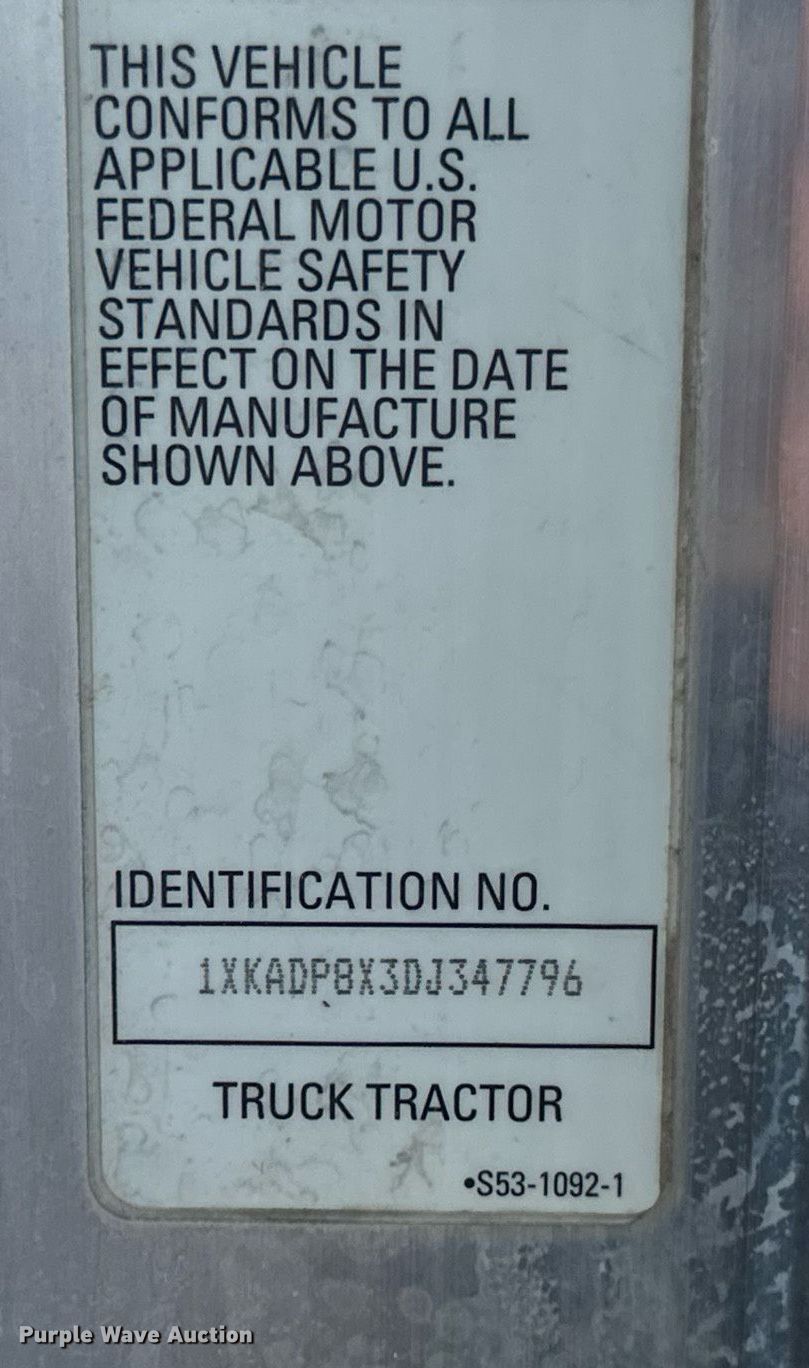 THIS VEHICLE
CONFORMS TO ALL
APPLICABLE U.S.
FEDERAL MOTOR
VEHICLE SAFETY
STANDARDS IN
EFFECT ON THE DATE
OF MANUFACTURE
SHOWN ABOVE.
IDENTIFICATION NO.
1XKADP8X3DJ347796
TRUCK TRACTOR
•S53-1092-1
Purple Wave Auction